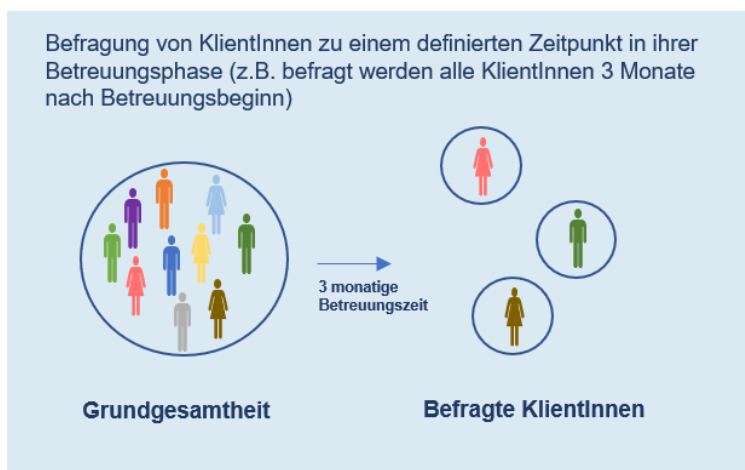 Befragung von KlientInnen zu einem definierten Zeitpunkt in ihrer
Betreuungsphase (z.B. befragt werden alle KlientInnen 3 Monate
nach Betreuungsbeginn)
3 monatige
Betreuungszeit
Grundgesamtheit
Befragte KlientInnen